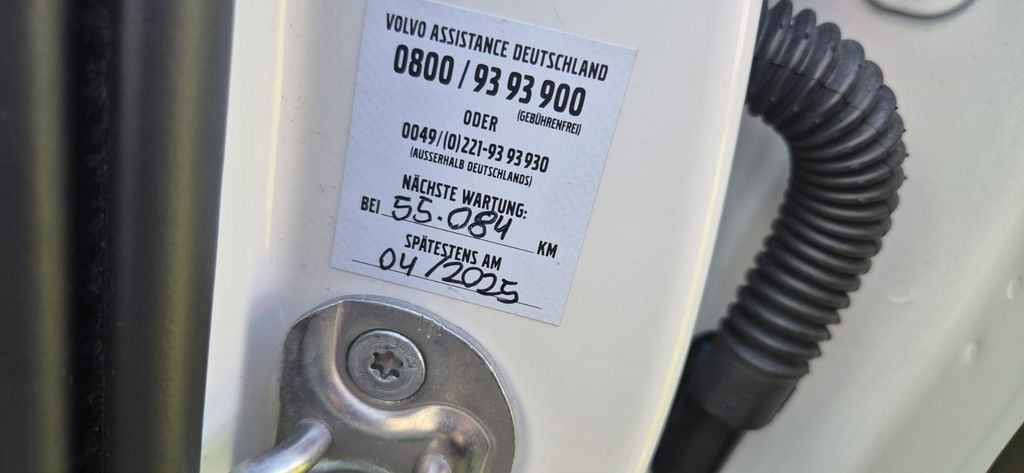 VOLVO ASSISTANCE DEUTSCHLAND
0800 / 93 93 900
(GEBÜHRENFREI)
ODER
0049/(0)221-93 93 930
(AUSSERHALB DEUTSCHLANDS)
NÄCHSTE WARTUNG:
BEI 55.084 KM
SPÄTESTENS AM
04/2025